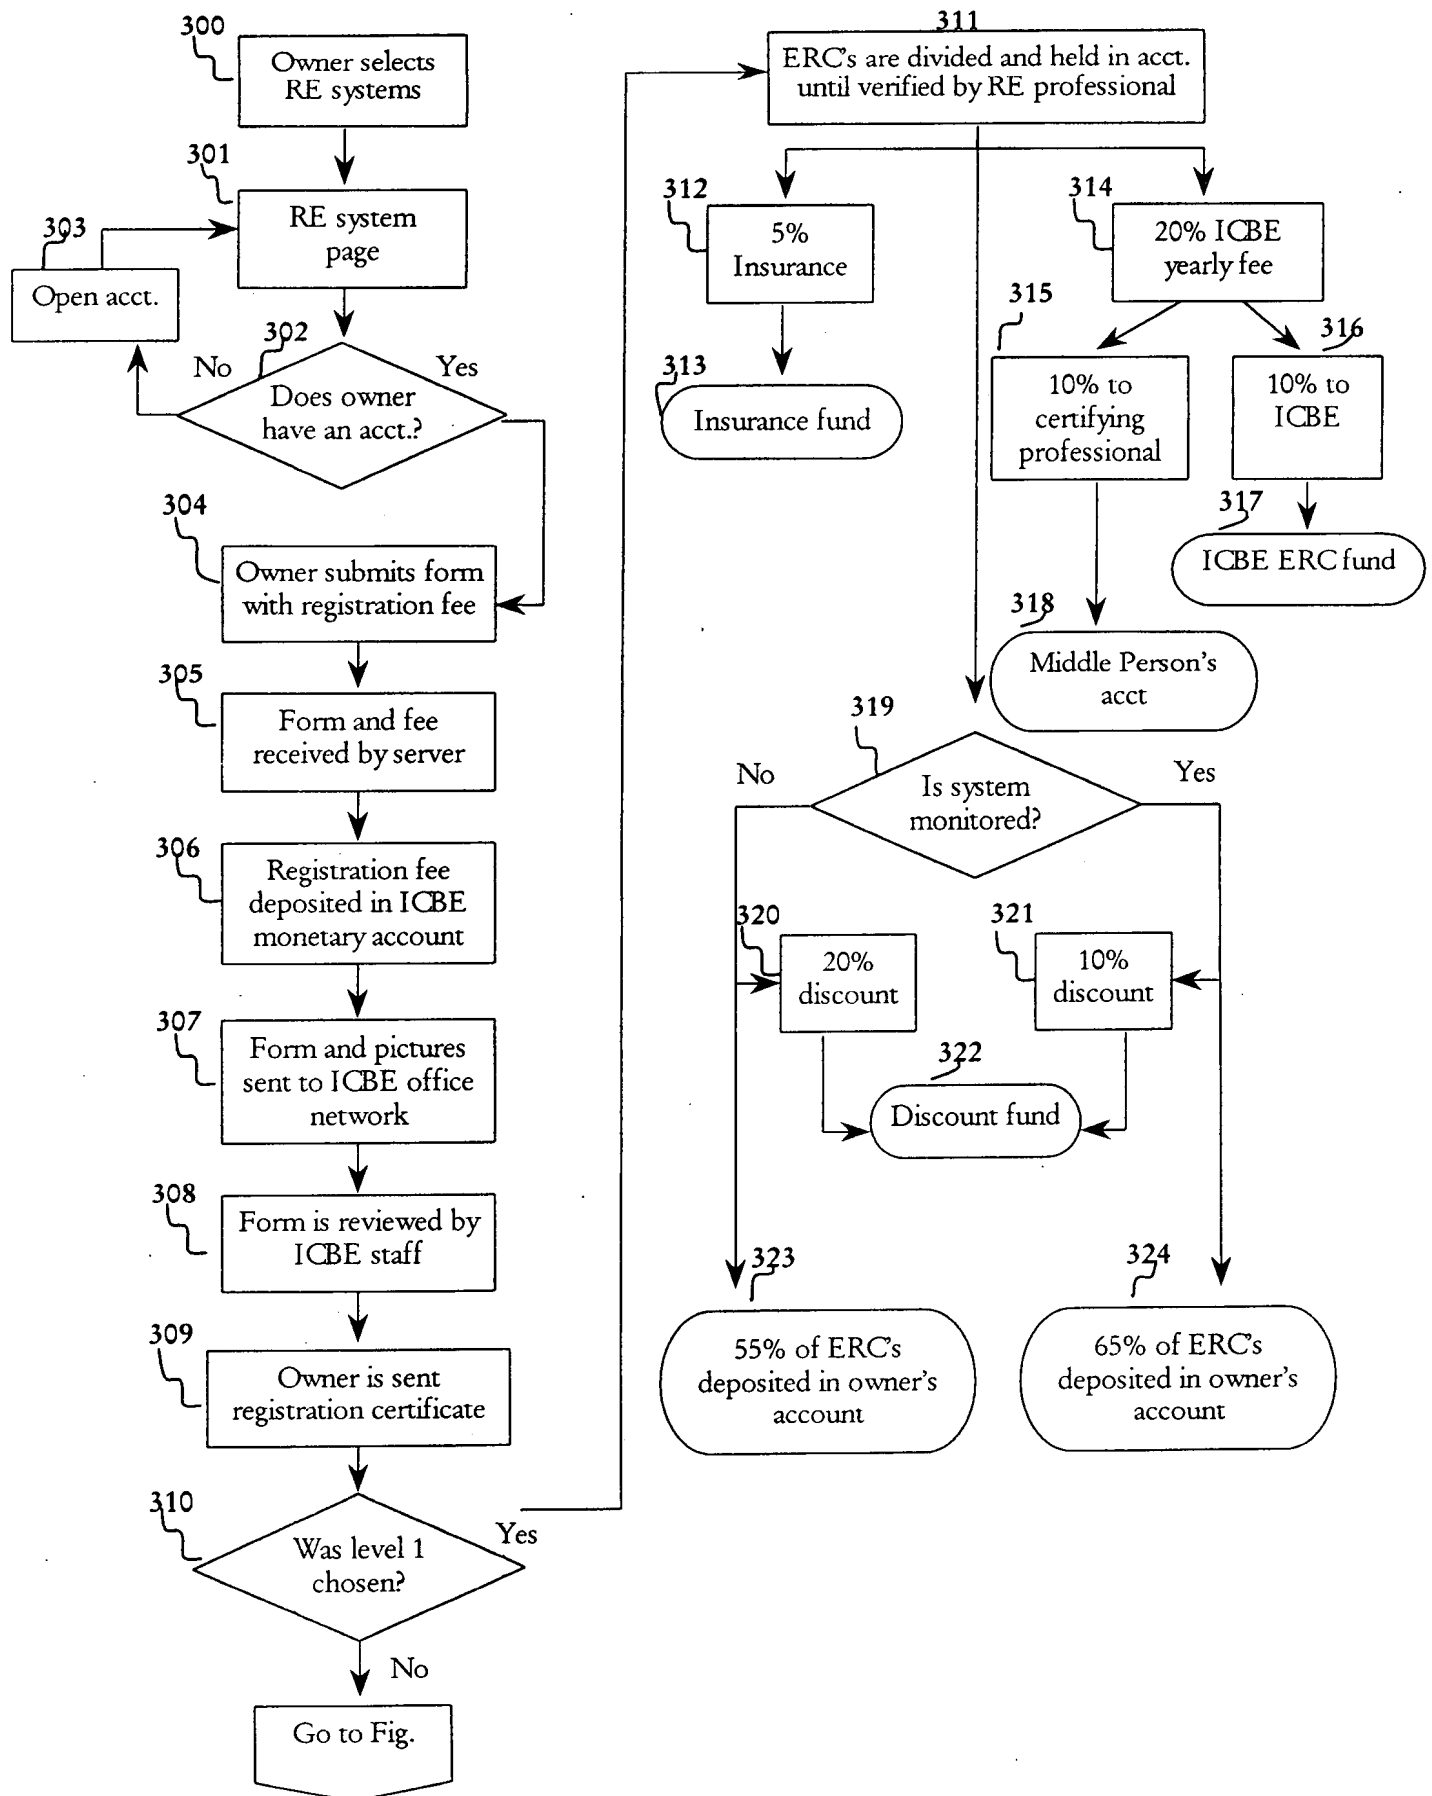 300
Owner selects
RE systems
301
RE system
page
303
Open acct.
302
No
Yes
Does owner
have an acct.?
304
Owner submits form
with registration fee
305
Form and fee
received by server
306
Registration fee
deposited in ICBE
monetary account
307
Form and pictures
sent to ICBE office
network
308
Form is reviewed by
ICBE staff
309
Owner is sent
registration certificate
310
Yes
Was level 1
chosen?
No
Go to Fig.
311
ERC's are divided and held in acct.
until verified by RE professional
312
5%
Insurance
313
Insurance fund
314
20% ICBE
yearly fee
315
10% to
certifying
professional
316
10% to
ICBE
317
ICBE ERC fund
318
Middle Person's
acct
319
No
Yes
Is system
monitored?
320
20%
discount
321
10%
discount
322
Discount fund
323
55% of ERC's
deposited in owner's
account
324
65% of ERC's
deposited in owner's
account